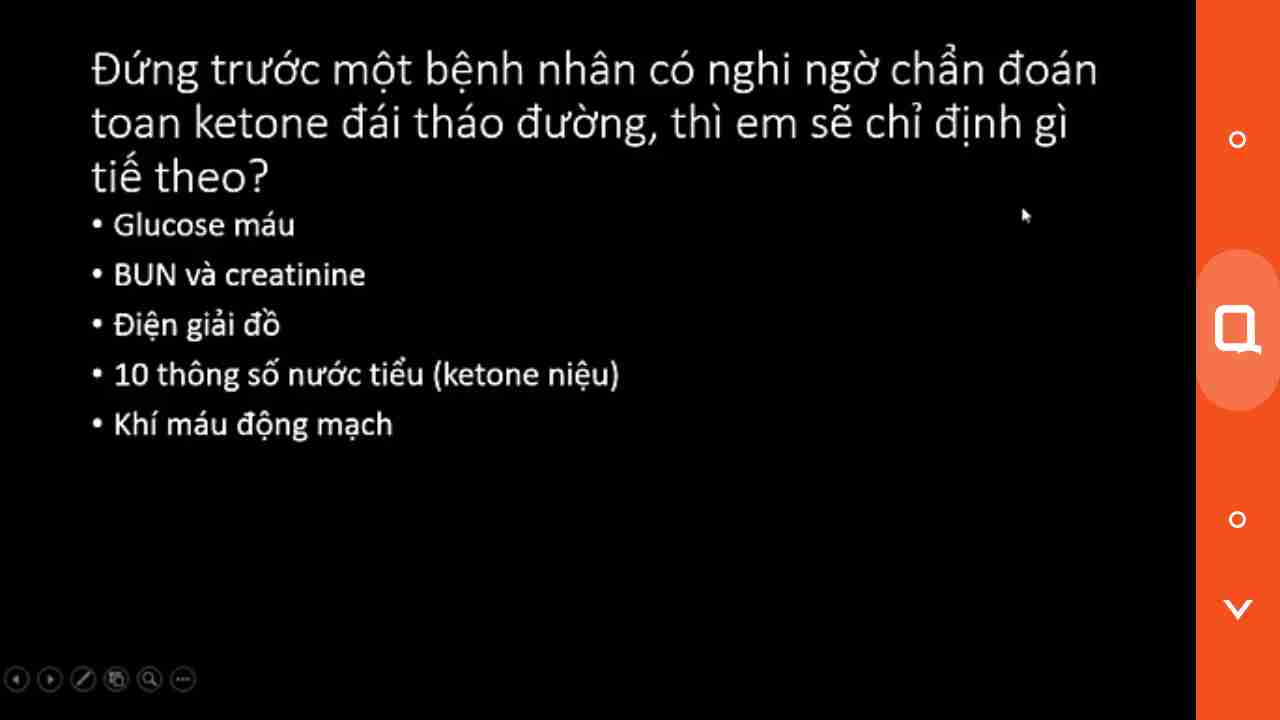 Đứng trước một bệnh nhân có nghi ngờ chẩn đoán
toan ketone đái tháo đường, thì em sẽ chỉ định gì
tiế theo?
• Glucose máu
• BUN và creatinine
• Điện giải đồ
• 10 thông số nước tiểu (ketone niệu)
• Khí máu động mạch